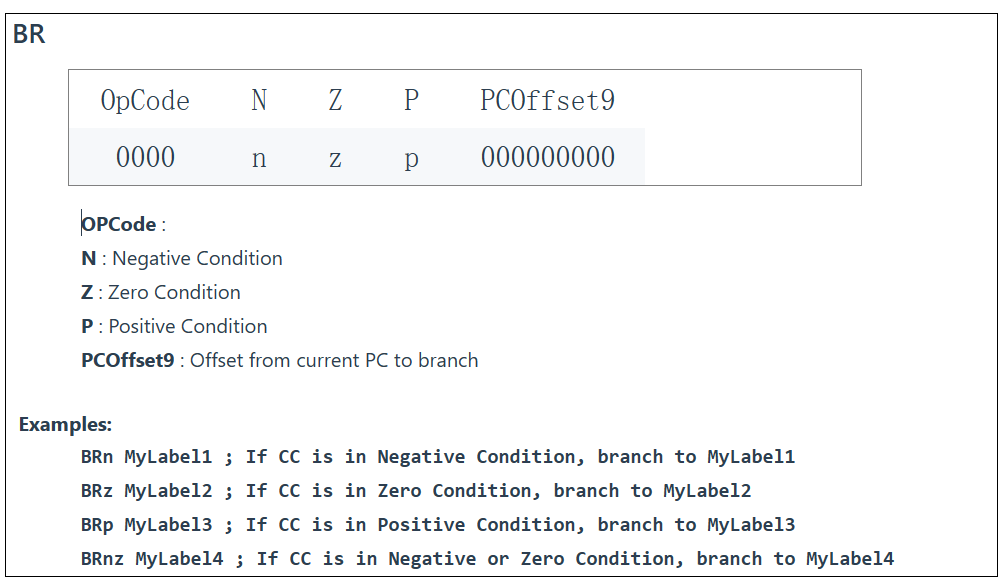 BR
OpCode N Z P PCOffset9
0000 n z p 000000000
OPCode :
N : Negative Condition
Z : Zero Condition
P : Positive Condition
PCOffset9 : Offset from current PC to branch
Examples:
BRn MyLabel1 ; If CC is in Negative Condition, branch to MyLabel1
BRz MyLabel2 ; If CC is in Zero Condition, branch to MyLabel2
BRp MyLabel3 ; If CC is in Positive Condition, branch to MyLabel3
BRnz MyLabel4 ; If CC is in Negative or Zero Condition, branch to MyLabel4